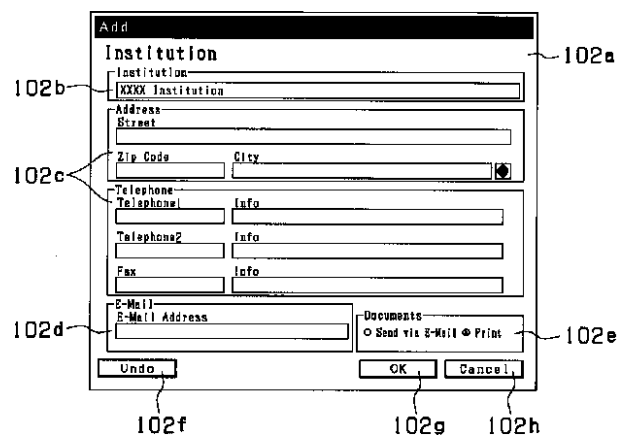 Add
Institution
102a
Institution
102b
XXXX Institution
Address
Street
Zip Code City
102c
Telephone
Telephone1 Info
Telephone2 Info
Fax Info
E-Mail
E-Mail Address
Documents
102d
Send via E-Mail Print
102e
Undo OK Cancel
102f 102g 102h